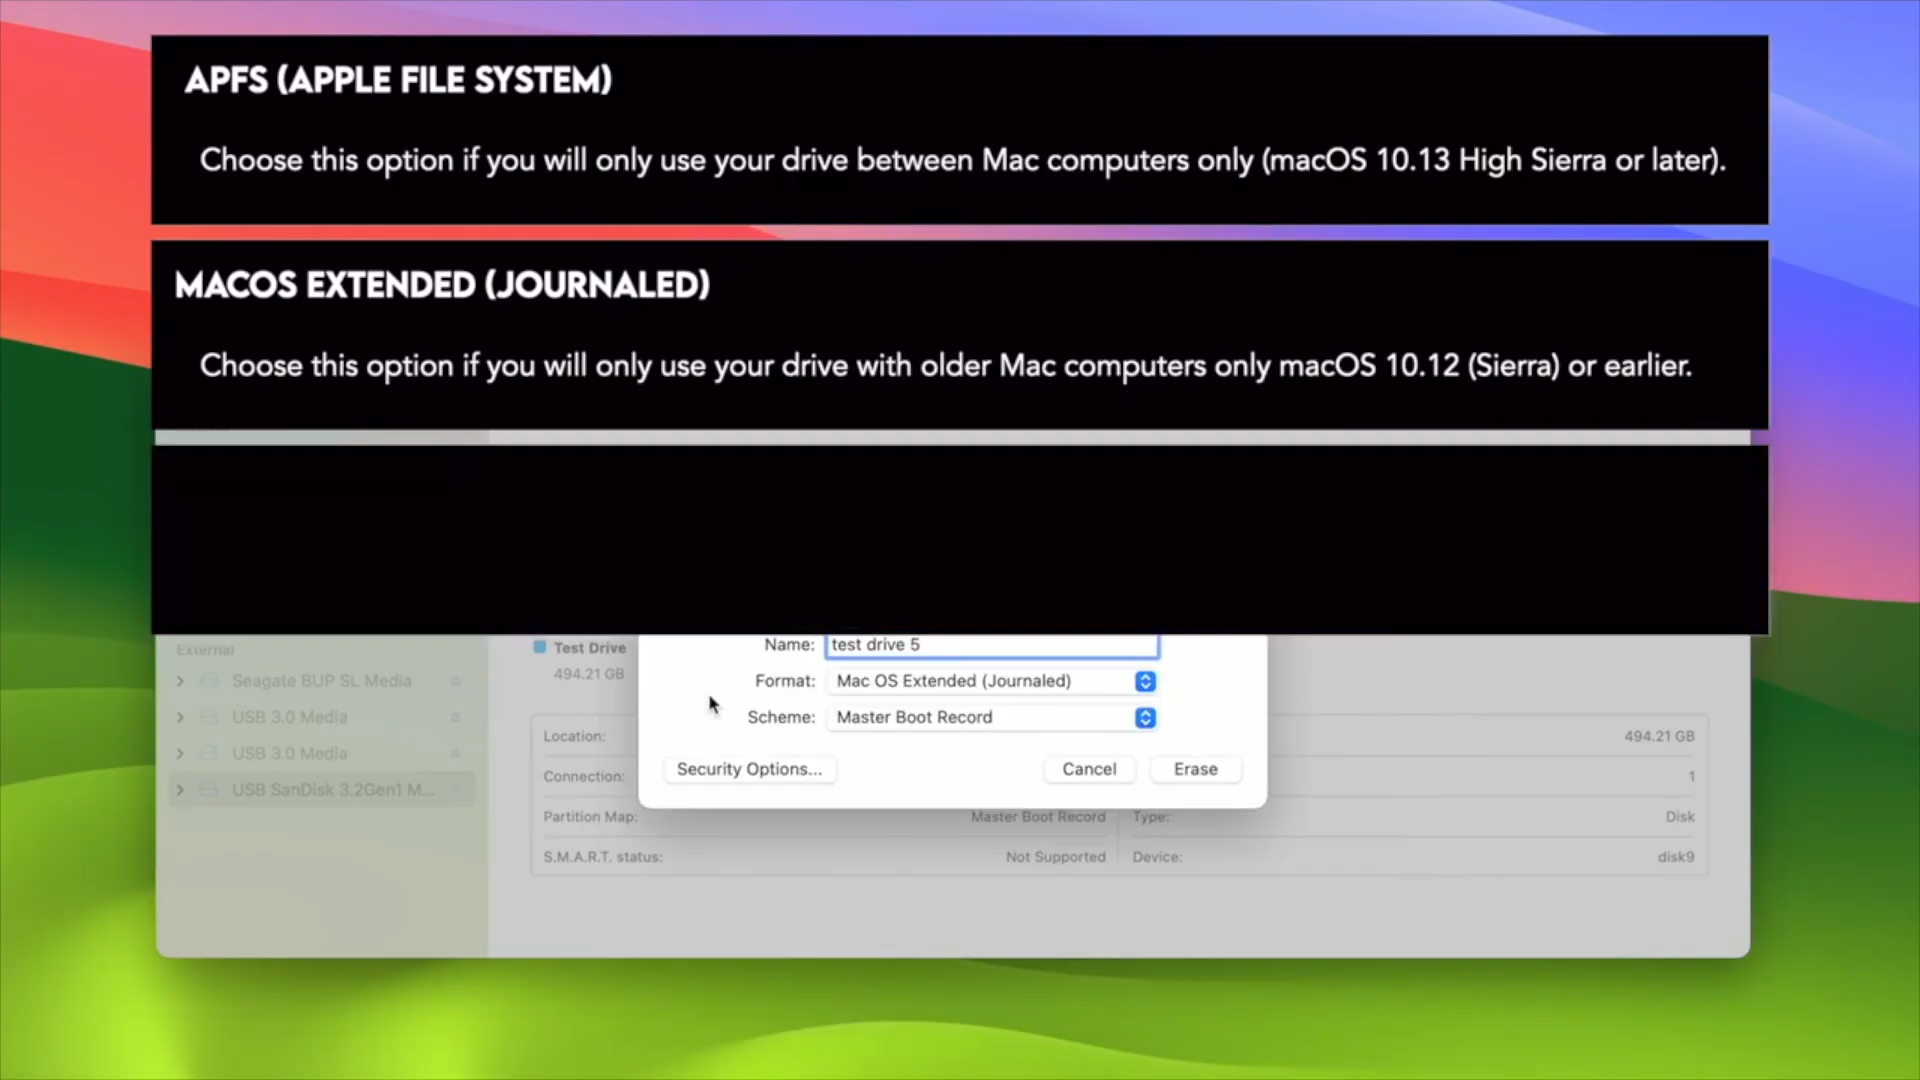 APFS (APPLE FILE SYSTEM)
Choose this option if you will only use your drive between Mac computers only (macOS 10.13 High Sierra or later).
MACOS EXTENDED (JOURNALED)
Choose this option if you will only use your drive with older Mac computers only macOS 10.12 (Sierra) or earlier.
External
Seagate BUP SL Media
USB 3.0 Media
USB 3.0 Media
USB SanDisk 3.2Gen1 M...
Test Drive
494.21 GB
Name: test drive 5
Format: Mac OS Extended (Journaled)
Scheme: Master Boot Record
Security Options...
Cancel
Erase
Location:
494.21 GB
Connection:
1
Partition Map: Master Boot Record
Type: Disk
S.M.A.R.T. status: Not Supported
Device: disk9